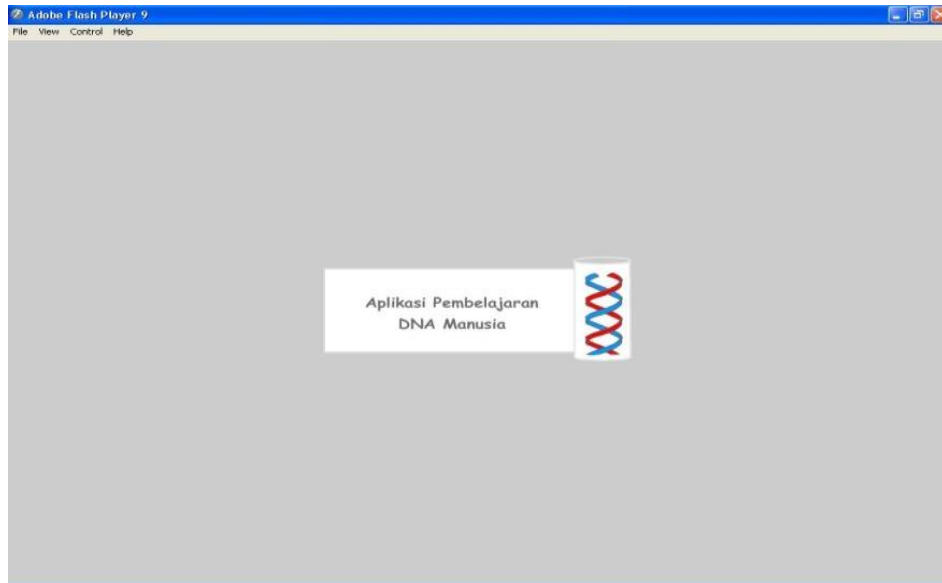 Adobe Flash Player 9
File View Control Help
Aplikasi Pembelajaran
DNA Manusia